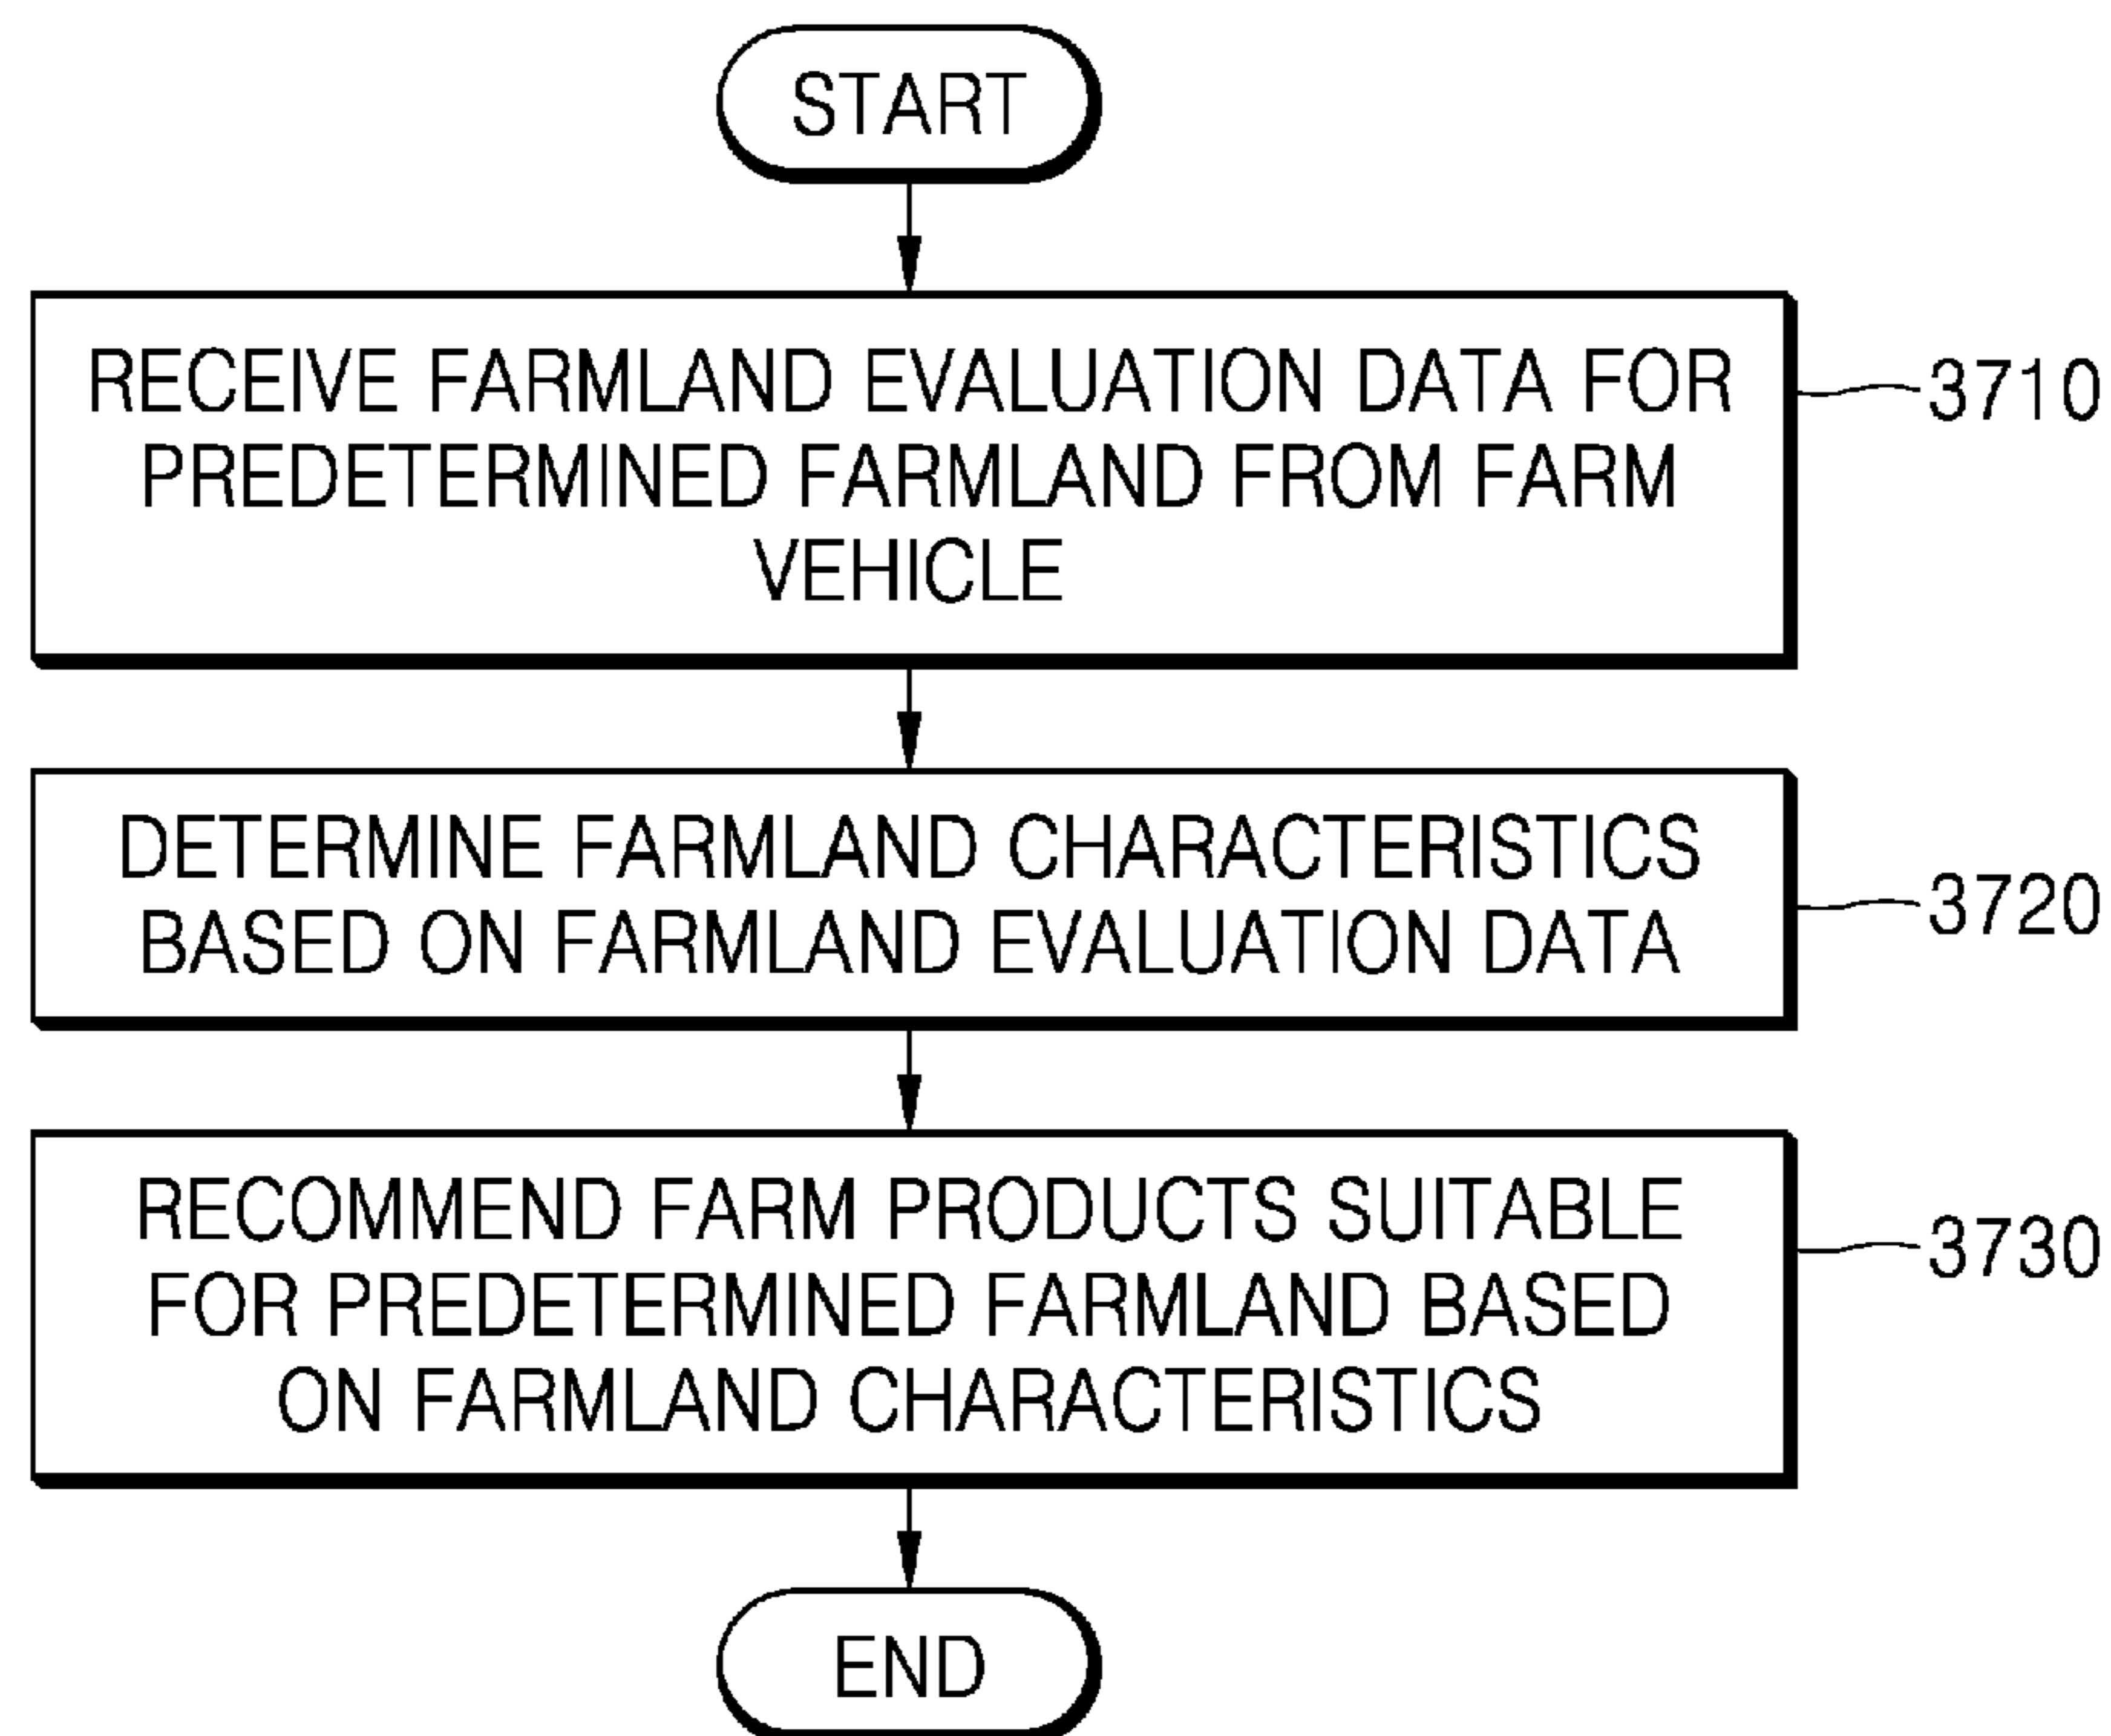 START
RECEIVE FARMLAND EVALUATION DATA FOR
PREDETERMINED FARMLAND FROM FARM
VEHICLE
3710
DETERMINE FARMLAND CHARACTERISTICS
BASED ON FARMLAND EVALUATION DATA
3720
RECOMMEND FARM PRODUCTS SUITABLE
FOR PREDETERMINED FARMLAND BASED
ON FARMLAND CHARACTERISTICS
3730
END